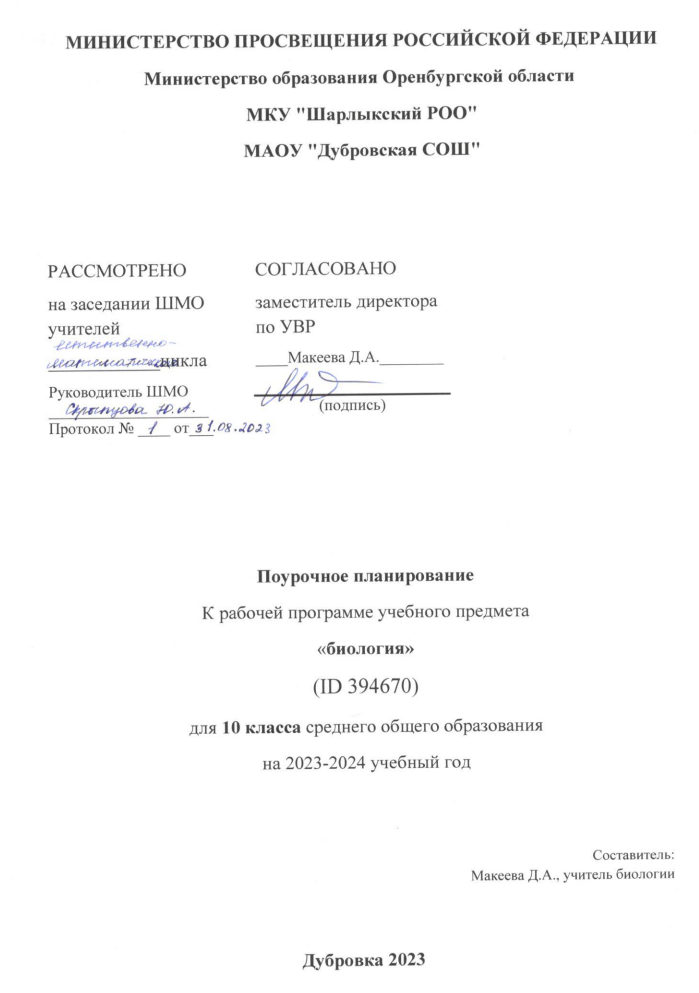 МИНИСТЕРСТВО ПРОСВЕЩЕНИЯ РОССИЙСКОЙ ФЕДЕРАЦИИ
Министерство образования Оренбургской области
МКУ "Шарлыкский РОО"
МАОУ "Дубровская СОШ"
РАССМОТРЕНО
на заседании ШМО
учителей
естественно-
математического цикла
Руководитель ШМО
Ю.А.
Протокол № 1 от 31.08.2023
СОГЛАСОВАНО
заместитель директора
по УВР
____Макеева Д.А.________
(подпись)
Поурочное планирование
К рабочей программе учебного предмета
«биология»
(ID 394670)
для 10 класса среднего общего образования
на 2023-2024 учебный год
Составитель:
Макеева Д.А., учитель биологии
Дубровка 2023